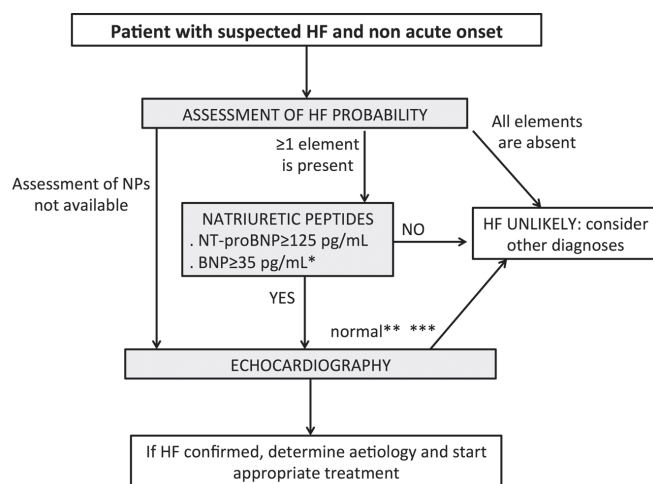 Patient with suspected HF and non acute onset
ASSESSMENT OF HF PROBABILITY
All elements
are absent
≥1 element
is present
Assessment of NPs
not available
NATRIURETIC PEPTIDES
. NT-proBNP≥125 pg/mL
. BNP≥35 pg/mL*
NO
HF UNLIKELY: consider
other diagnoses
YES
normal** ***
ECHOCARDIOGRAPHY
If HF confirmed, determine aetiology and start
appropriate treatment